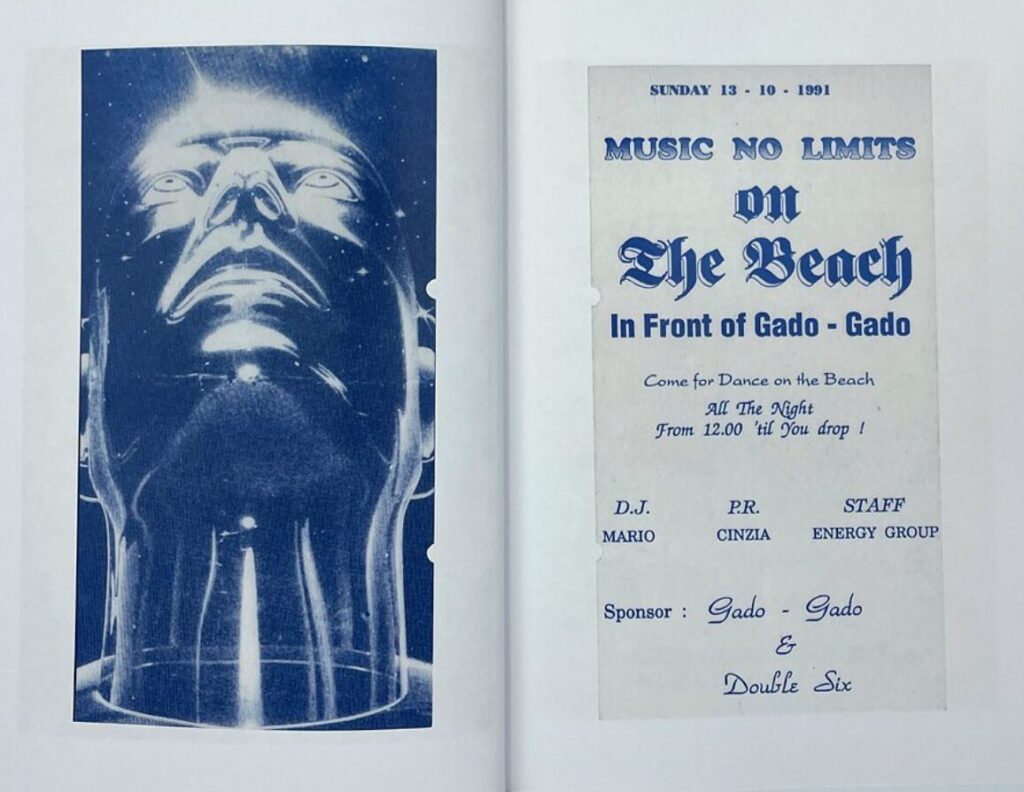 SUNDAY 13 - 10 - 1991
MUSIC NO LIMITS
on
The Beach
In Front of Gado - Gado
Come for Dance on the Beach
All The Night
From 12.00 'til You drop !
D.J. P.R. STAFF
MARIO CINZIA ENERGY GROUP
Sponsor : Gado - Gado
&
Double Six